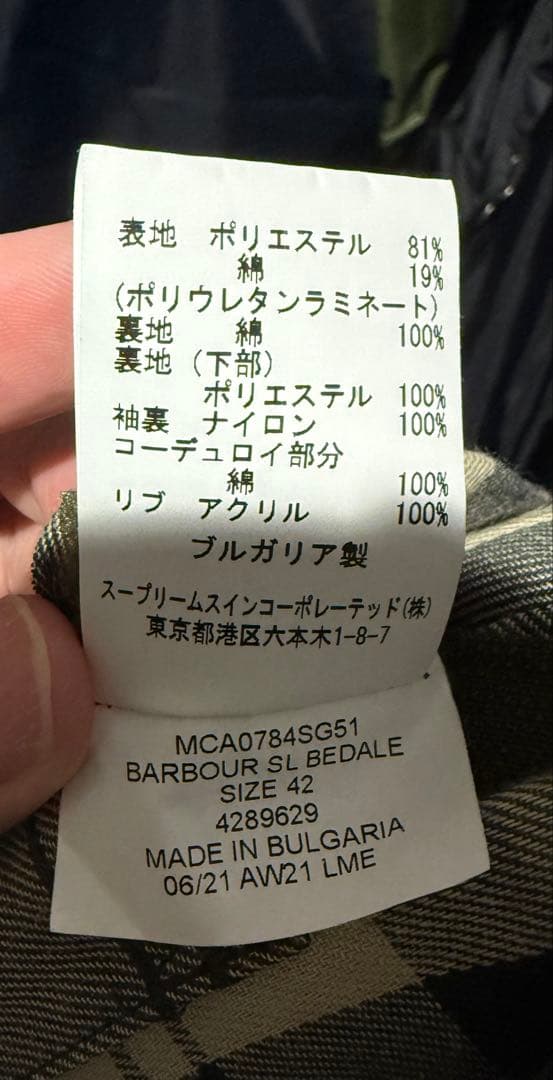 表地 ポリエステル 81%
綿 19%
(ポリウレタンラミネート)
裏地 綿 100%
裏地(下部)
ポリエステル 100%
袖裏 ナイロン 100%
コーデュロイ部分
綿 100%
リブ アクリル 100%
ブルガリア製
スープリームスインコーポレーテッド(株)
東京都港区六本木1-8-7
MCA0784SG51
BARBOUR SL BEDALE
SIZE 42
4289629
MADE IN BULGARIA
06/21 AW21 LME